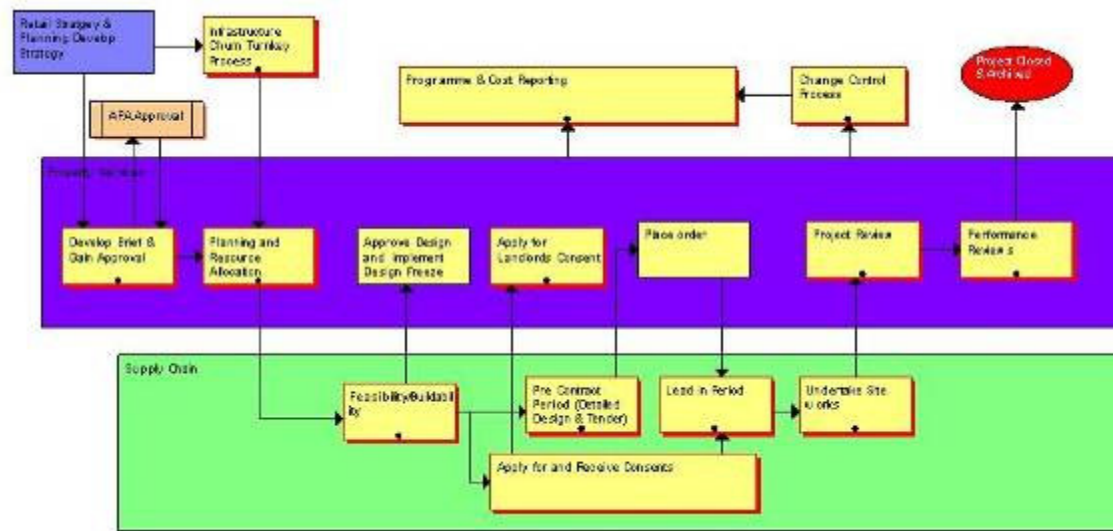 Retail Stratgery &
Planning Develop
Strategy
Infrastructure
Churn Turnkey
Process
Programme & Cost Reporting
Change Control
Process
Project Closed
& Archived
AFA Approval
Develop Brief &
Gain Approval
Planning and
Resource
Allocation
Approve Design
and Implement
Design Freeze
Apply for
Landlords Consent
Place order
Project Review
Performance
Reviews
Supply Chain
Feasibility/Buildabil
ity
Pre Contract
Period (Detailed
Design & Tender)
Lead in Period
Undertake Site
works
Apply for and Receive Consents